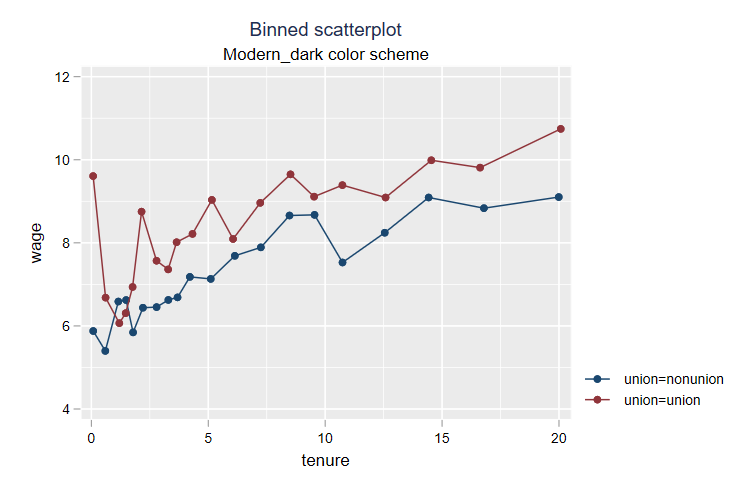 Binned scatterplot
Modern_dark color scheme
12
10
8
6
4
wage
0 5 10 15 20
tenure
union=nonunion
union=union